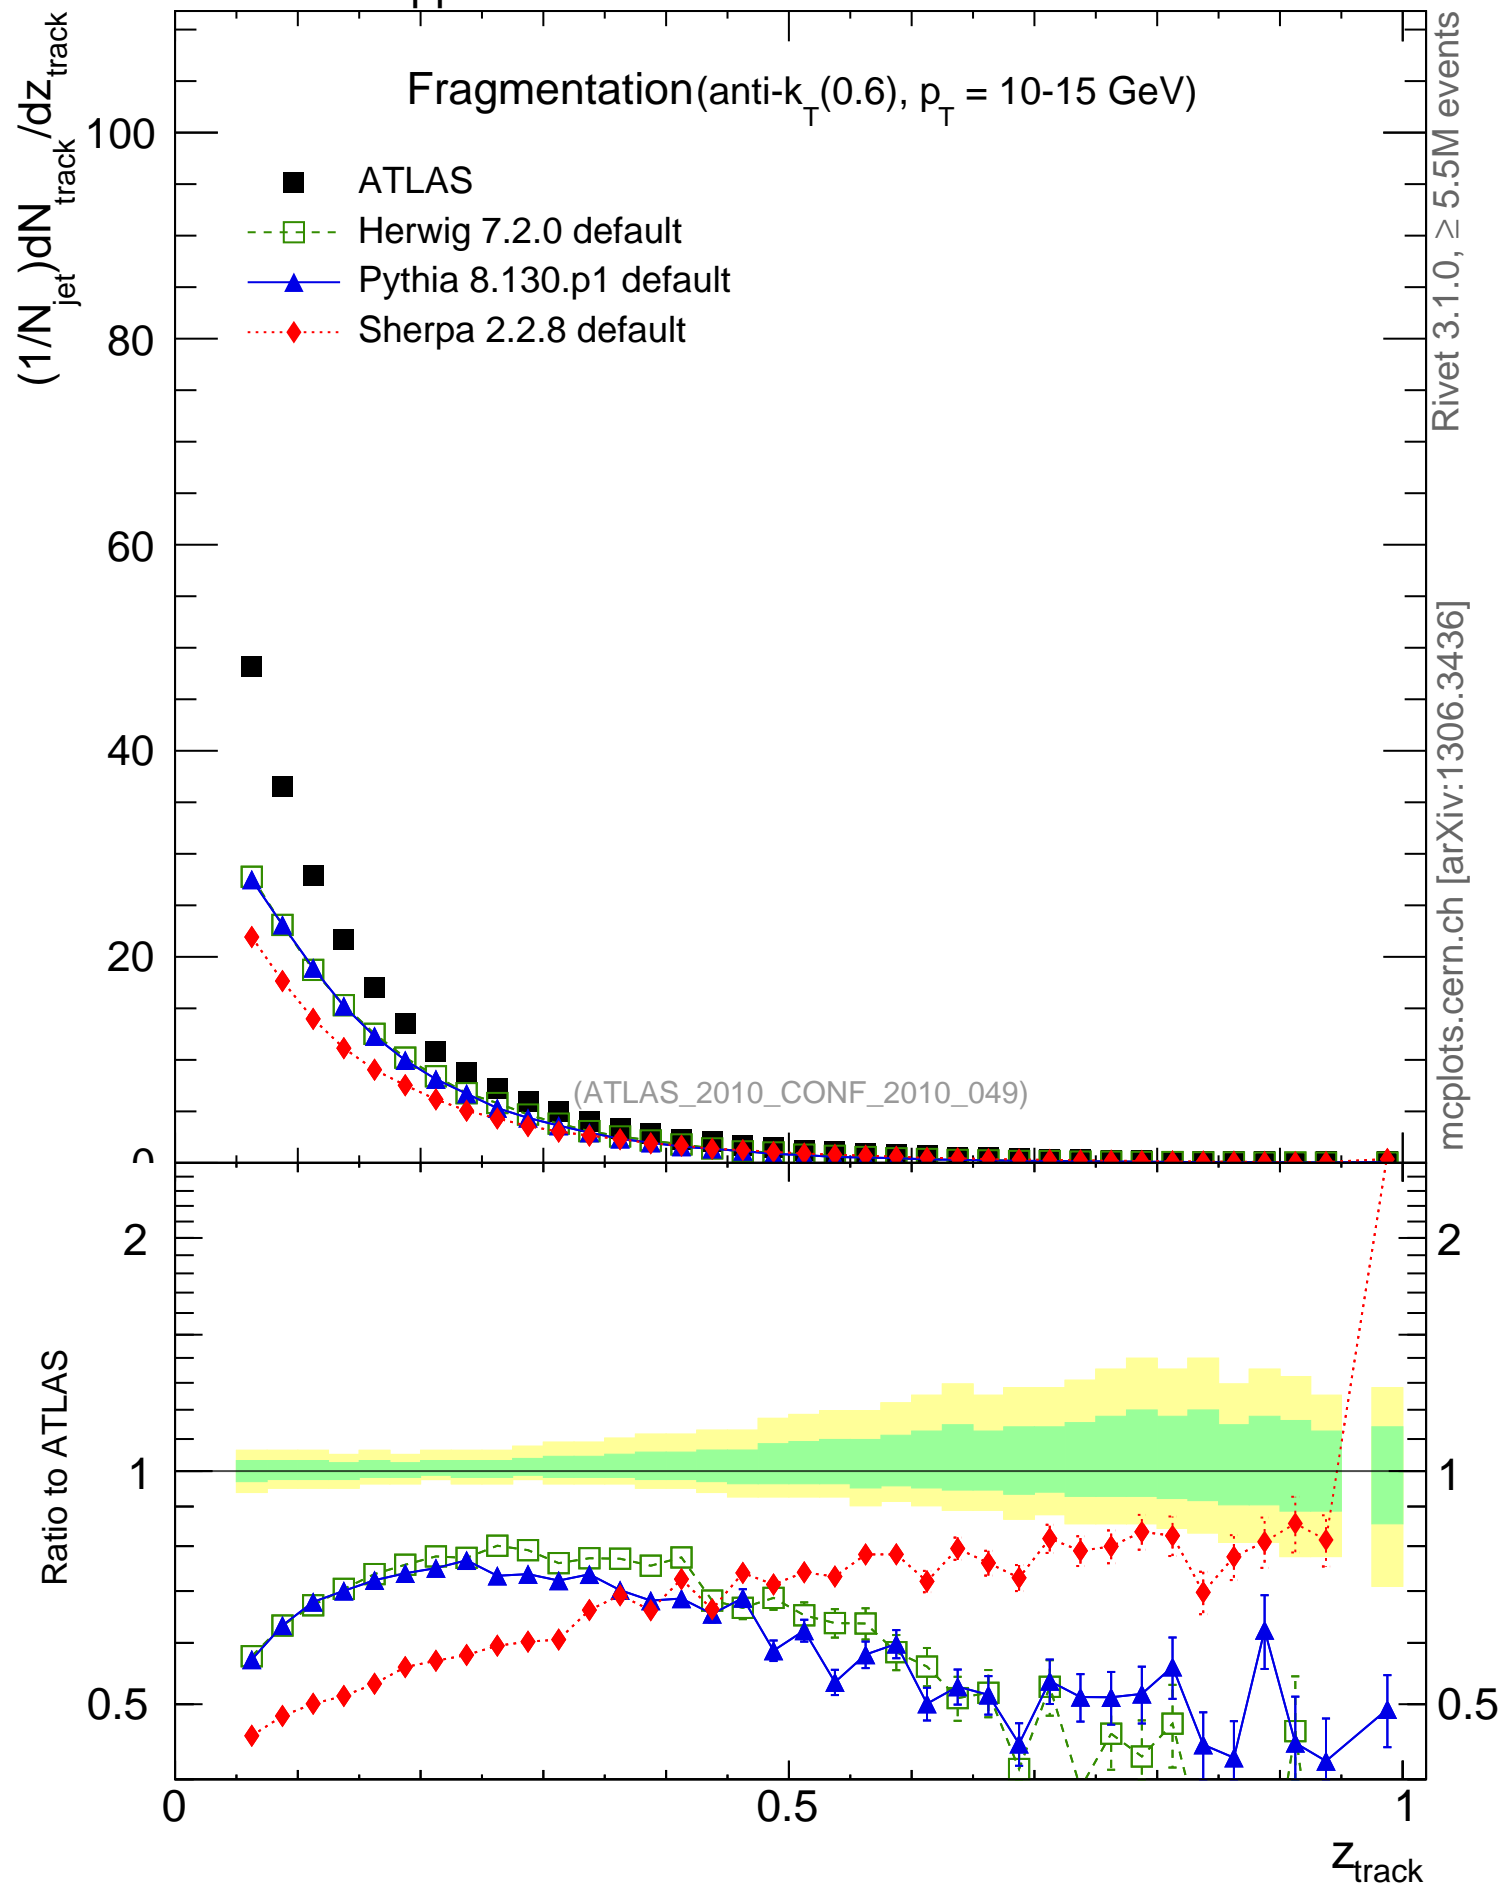 (1/N_jet)dN_track/dz_track
Fragmentation (anti-k_T(0.6), p_T = 10-15 GeV)
ATLAS
Herwig 7.2.0 default
Pythia 8.130.p1 default
Sherpa 2.2.8 default
100
80
60
40
20
0
(ATLAS_2010_CONF_2010_049)
Rivet 3.1.0, ≥ 5.5M events
mcplots.cern.ch [arXiv:1306.3436]
Ratio to ATLAS
2
1
0.5
2
1
0.5
0
0.5
1
z_track